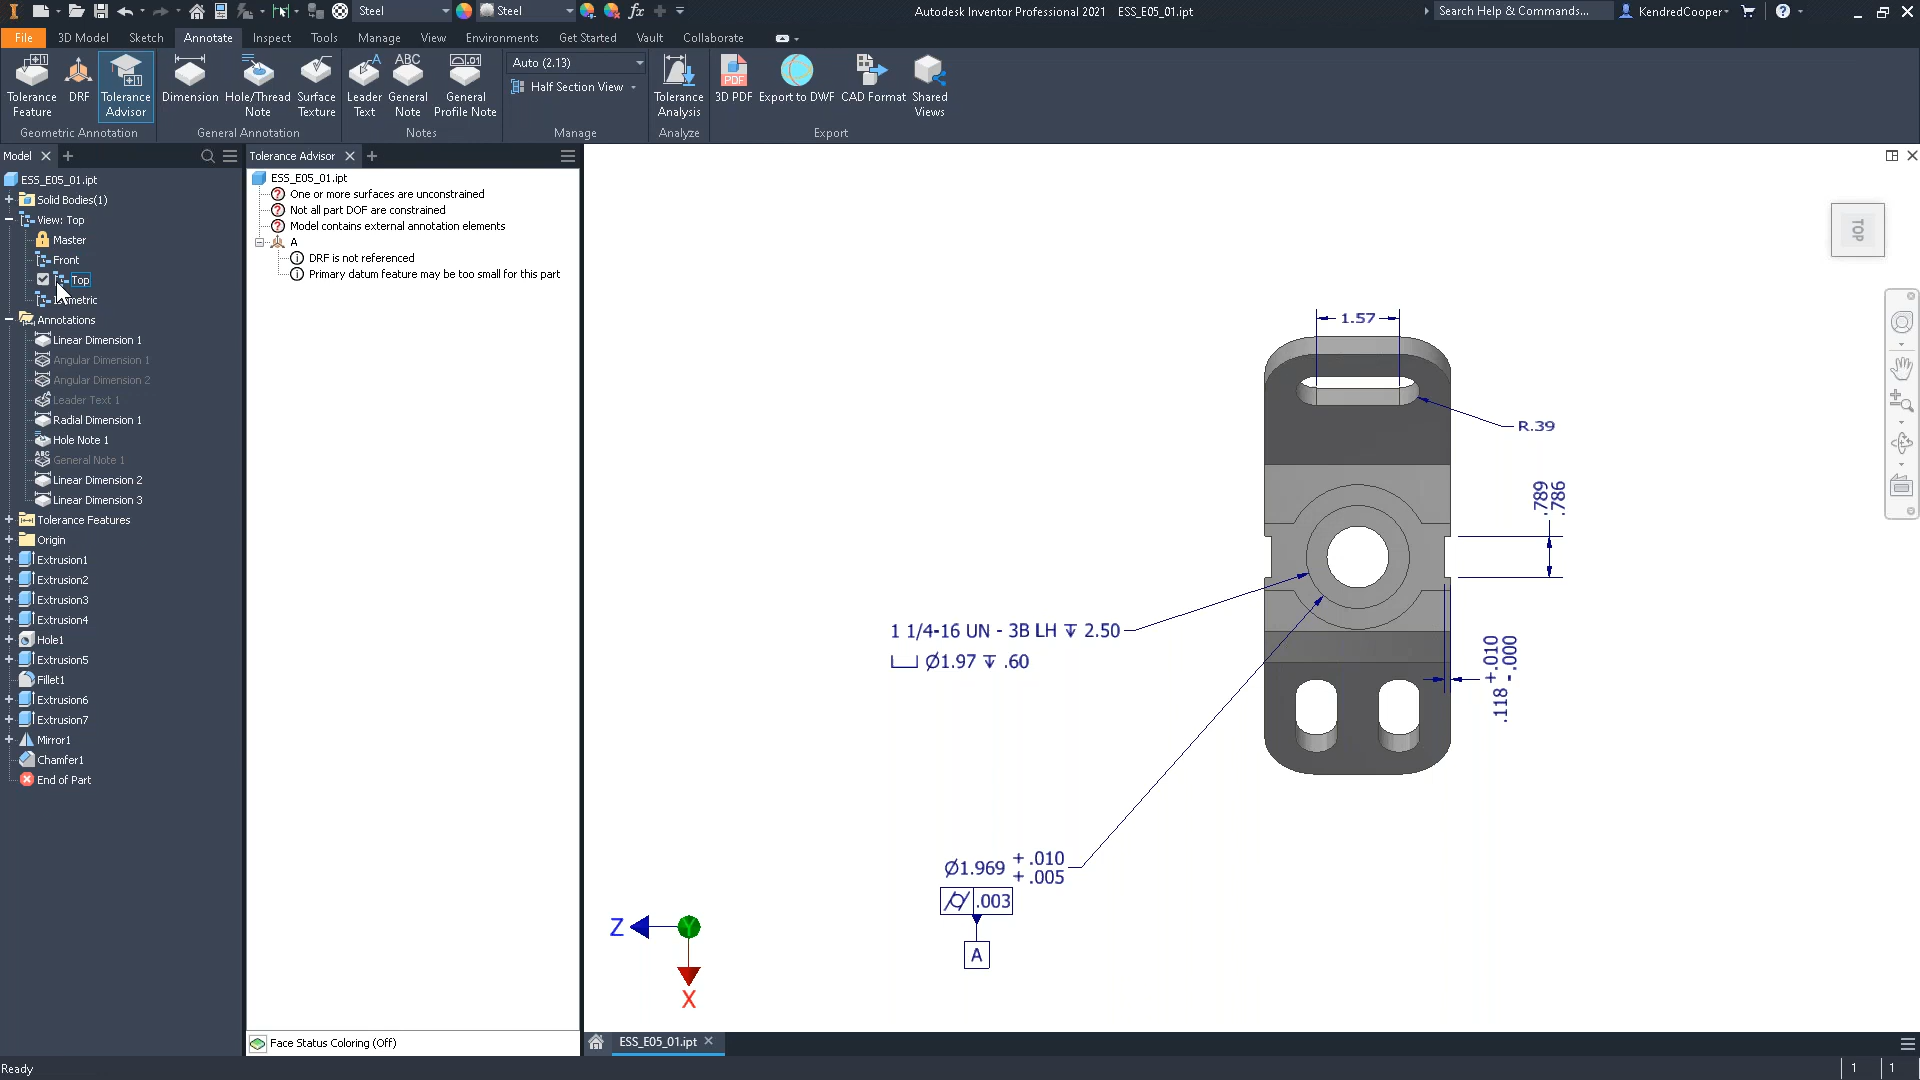 Steel
Steel
fx
Autodesk Inventor Professional 2021 ESS_E05_01.ipt
Search Help & Commands...
KendredCooper
File
3D Model
Sketch
Annotate
Inspect
Tools
Manage
View
Environments
Get Started
Vault
Collaborate
Tolerance Feature
DRF
Tolerance Advisor
Dimension
Hole/Thread Note
Surface Texture
Leader Text
General Note
General Profile Note
Auto (2.13)
Half Section View
Tolerance Analysis
3D PDF
Export to DWF
CAD Format
Shared Views
Geometric Annotation
General Annotation
Notes
Manage
Analyze
Export
Model
ESS_E05_01.ipt
Solid Bodies(1)
View: Top
Master
Front
Top
metric
Annotations
Linear Dimension 1
Angular Dimension 1
Angular Dimension 2
Leader Text 1
Radial Dimension 1
Hole Note 1
General Note 1
Linear Dimension 2
Linear Dimension 3
Tolerance Features
Origin
Extrusion1
Extrusion2
Extrusion3
Extrusion4
Hole1
Extrusion5
Fillet1
Extrusion6
Extrusion7
Mirror1
Chamfer1
End of Part
Tolerance Advisor
ESS_E05_01.ipt
One or more surfaces are unconstrained
Not all part DOF are constrained
Model contains external annotation elements
A
DRF is not referenced
Primary datum feature may be too small for this part
Face Status Coloring (Off)
TOP
1.57
R.39
.789
.786
1 1/4-16 UN - 3B LH ↧ 2.50
⌴ Ø1.97 ↧ .60
.118 +.010 -.000
Ø1.969 +.010 +.005
⌭ .003
A
Z
Y
X
ESS_E05_01.ipt
Ready
1
1